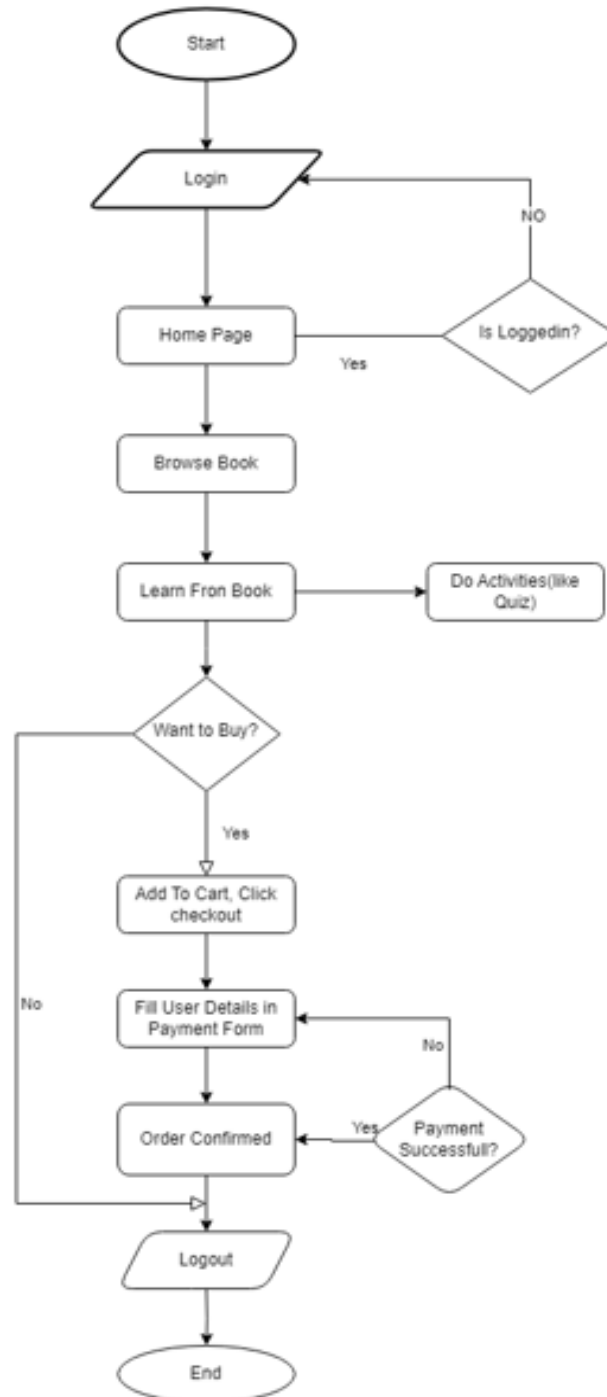 Start
Login
NO
Home Page
Is Loggedin?
Yes
Browse Book
Learn Fron Book
Do Activities(like
Quiz)
Want to Buy?
Yes
Add To Cart, Click
checkout
No
Fill User Details in
Payment Form
No
Order Confirmed
Yes
Payment
Successfull?
Logout
End